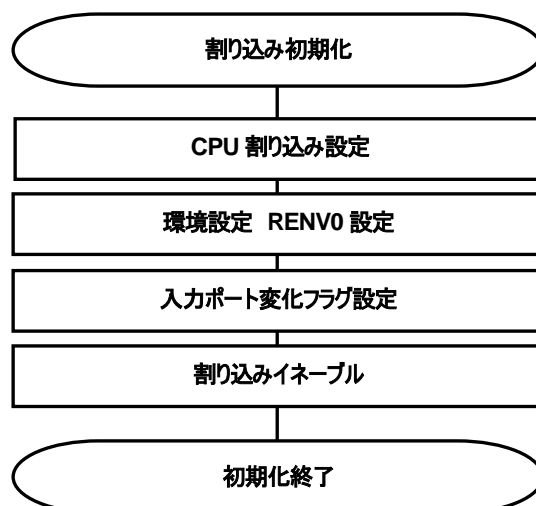 割り込み初期化
CPU 割り込み設定
環境設定 RENV0 設定
入力ポート変化フラグ設定
割り込みイネーブル
初期化終了